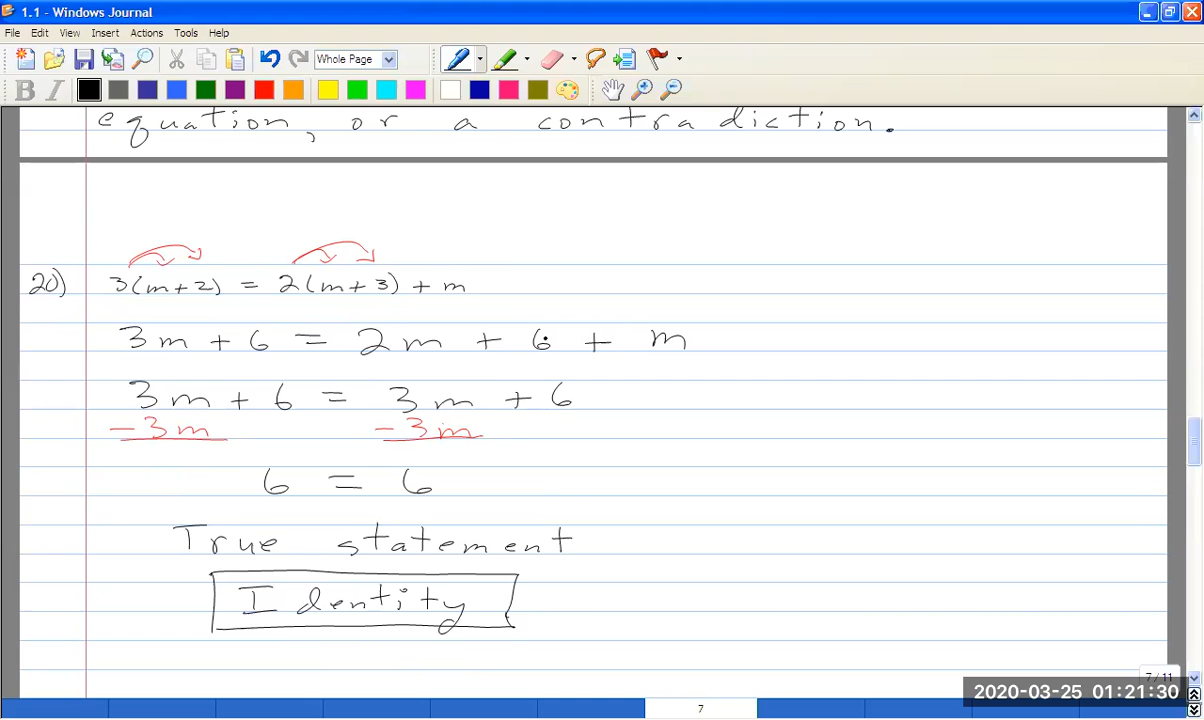 1.1 - Windows Journal
File Edit View Insert Actions Tools Help
Whole Page
B I
equation, or a contradiction.
20) 3(m+2) = 2(m+3) + m
3m + 6 = 2m + 6 + m
3m + 6 = 3m + 6
-3m -3m
6 = 6
True statement
Identity
7 / 11
2020-03-25 01:21:30
7